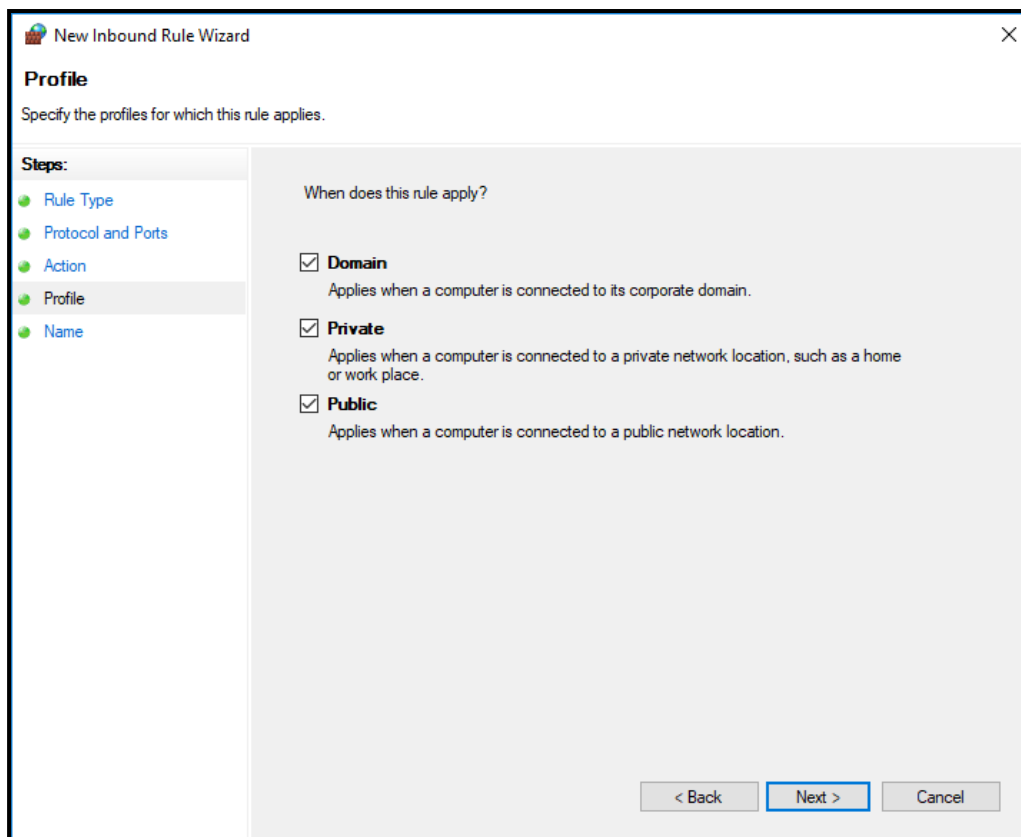 New Inbound Rule Wizard
Profile
Specify the profiles for which this rule applies.
Steps:
Rule Type
Protocol and Ports
Action
Profile
Name
When does this rule apply?
Domain
Applies when a computer is connected to its corporate domain.
Private
Applies when a computer is connected to a private network location, such as a home
or work place.
Public
Applies when a computer is connected to a public network location.
< Back
Next >
Cancel